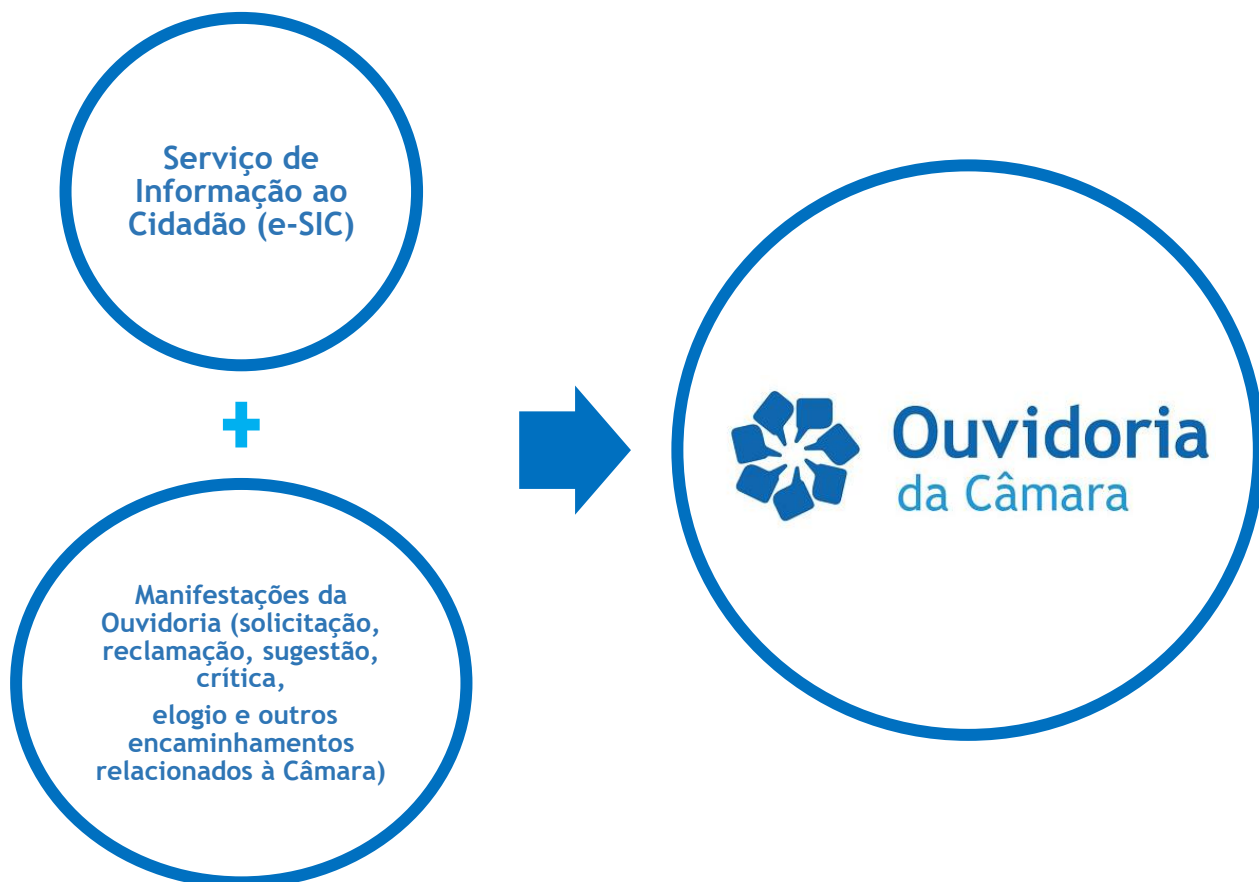 Serviço de
Informação ao
Cidadão (e-SIC)
+
Manifestações da
Ouvidoria (solicitação,
reclamação, sugestão,
crítica,
elogio e outros
encaminhamentos
relacionados à Câmara)
Ouvidoria
da Câmara